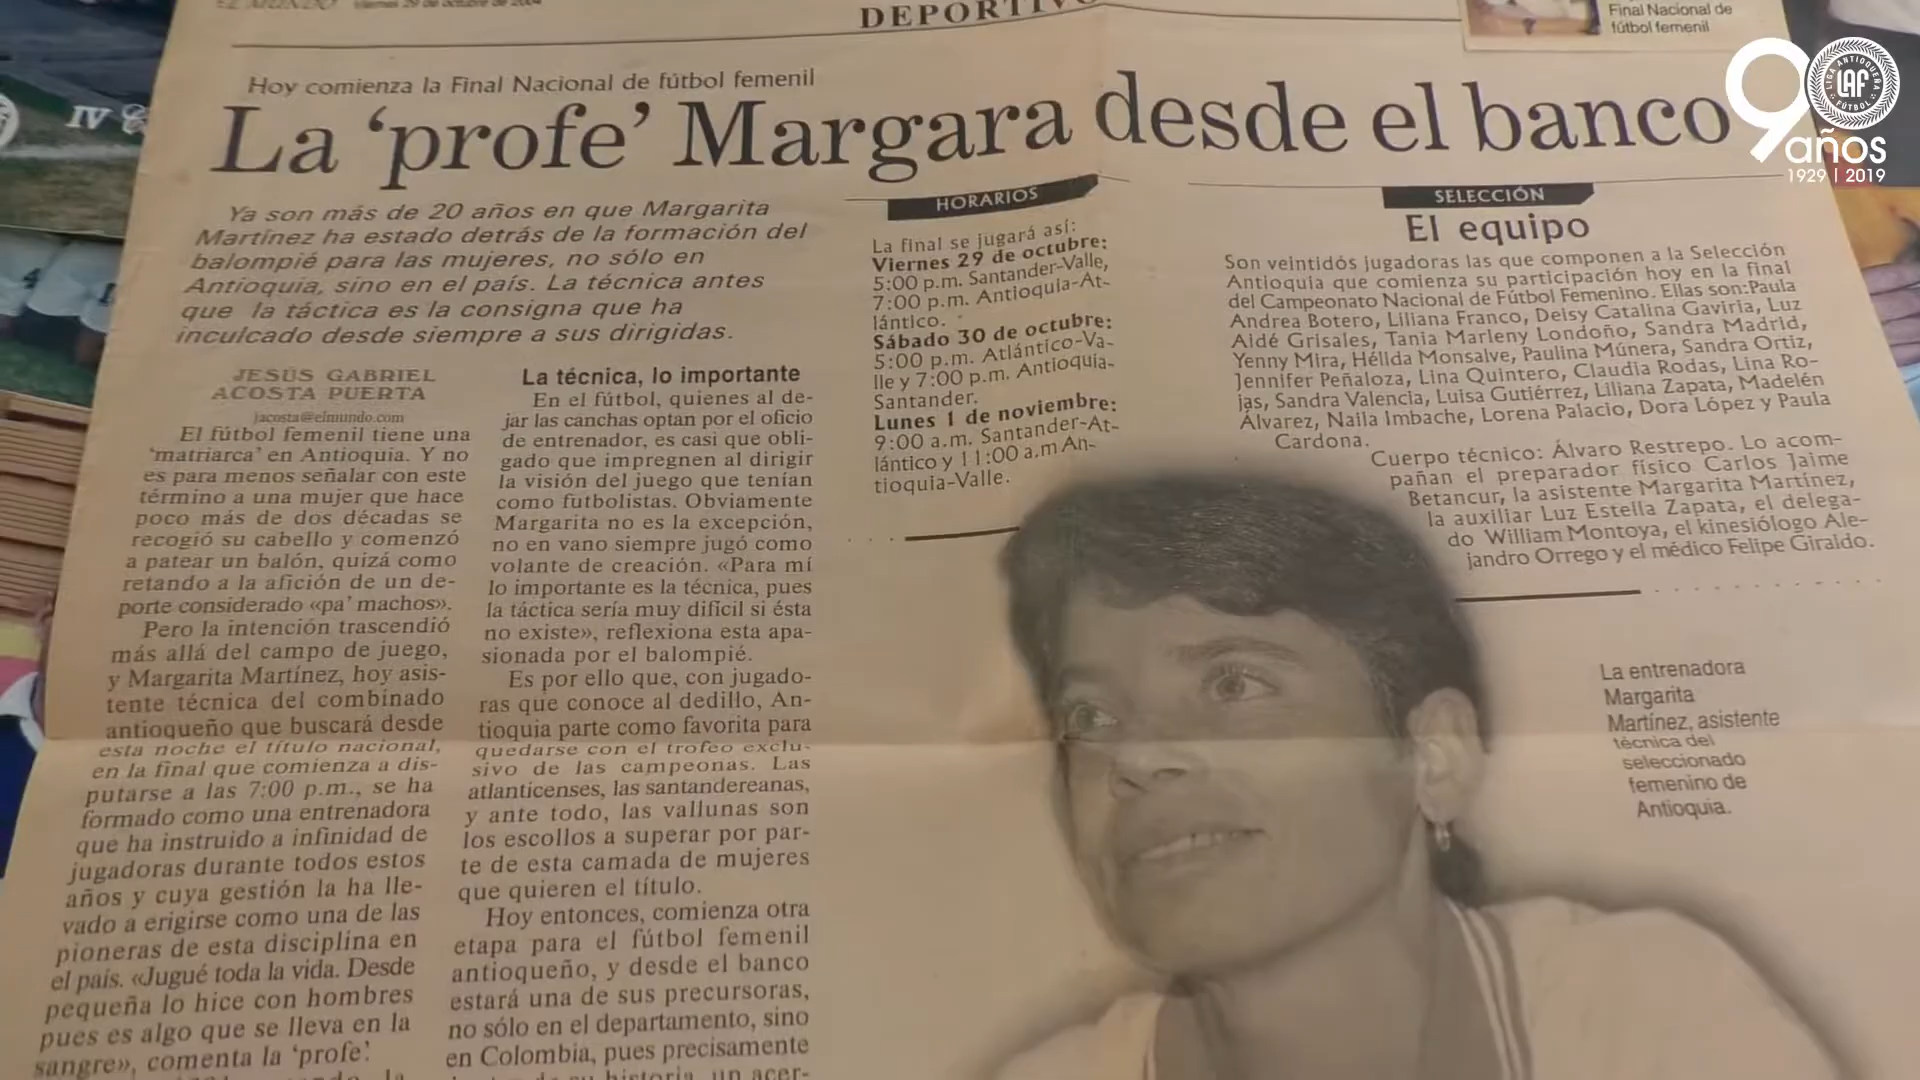 EL MUNDO Viernes 29 de octubre de 2004
DEPORTIVO
Final Nacional de
fútbol femenil
90
LIGA ANTIOQUEÑA
LAF
FÚTBOL
años
1929 | 2019
IV
Hoy comienza la Final Nacional de fútbol femenil
La ‘profe’ Margara desde el banco
Ya son más de 20 años en que Margarita
Martínez ha estado detrás de la formación del
balompié para las mujeres, no sólo en
Antioquia, sino en el país. La técnica antes
que la táctica es la consigna que ha
inculcado desde siempre a sus dirigidas.
JESÚS GABRIEL
ACOSTA PUERTA
jacosta@elmundo.com
El fútbol femenil tiene una
‘matriarca’ en Antioquia. Y no
es para menos señalar con este
término a una mujer que hace
poco más de dos décadas se
recogió su cabello y comenzó
a patear un balón, quizá como
retando a la afición de un de-
porte considerado «pa’ machos».
Pero la intención trascendió
más allá del campo de juego,
y Margarita Martínez, hoy asis-
tente técnica del combinado
antioqueño que buscará desde
esta noche el título nacional,
en la final que comienza a dis-
putarse a las 7:00 p.m., se ha
formado como una entrenadora
que ha instruido a infinidad de
jugadoras durante todos estos
años y cuya gestión la ha lle-
vado a erigirse como una de las
pioneras de esta disciplina en
el país. «Jugué toda la vida. Desde
pequeña lo hice con hombres
pues es algo que se lleva en la
sangre», comenta la ‘profe’.
La técnica, lo importante
En el fútbol, quienes al de-
jar las canchas optan por el oficio
de entrenador, es casi que obli-
gado que impregnen al dirigir
la visión del juego que tenían
como futbolistas. Obviamente
Margarita no es la excepción,
no en vano siempre jugó como
volante de creación. «Para mí
lo importante es la técnica, pues
la táctica sería muy difícil si ésta
no existe», reflexiona esta apa-
sionada por el balompié.
Es por ello que, con jugado-
ras que conoce al dedillo, An-
tioquia parte como favorita para
quedarse con el trofeo exclu-
sivo de las campeonas. Las
atlanticenses, las santandereanas,
y ante todo, las vallunas son
los escollos a superar por par-
te de esta camada de mujeres
que quieren el título.
Hoy entonces, comienza otra
etapa para el fútbol femenil
antioqueño, y desde el banco
estará una de sus precursoras,
no sólo en el departamento, sino
en Colombia, pues precisamente
historia, un acer-
HORARIOS
La final se jugará así:
Viernes 29 de octubre:
5:00 p.m. Santander-Valle,
7:00 p.m. Antioquia-At-
lántico.
Sábado 30 de octubre:
5:00 p.m. Atlántico-Va-
lle y 7:00 p.m. Antioquia-
Santander.
Lunes 1 de noviembre:
9:00 a.m. Santander-At-
lántico y 11:00 a.m An-
tioquia-Valle.
SELECCIÓN
El equipo
Son veintidós jugadoras las que componen a la Selección
Antioquia que comienza su participación hoy en la final
del Campeonato Nacional de Fútbol Femenino. Ellas son:Paula
Andrea Botero, Liliana Franco, Deisy Catalina Gaviria, Luz
Aidé Grisales, Tania Marleny Londoño, Sandra Madrid,
Yenny Mira, Héllda Monsalve, Paulina Múnera, Sandra Ortiz,
Jennifer Peñaloza, Lina Quintero, Claudia Rodas, Lina Ro-
jas, Sandra Valencia, Luisa Gutiérrez, Liliana Zapata, Madelén
Álvarez, Naila Imbache, Lorena Palacio, Dora López y Paula
Cardona.
Cuerpo técnico: Álvaro Restrepo. Lo acom-
pañan el preparador físico Carlos Jaime
Betancur, la asistente Margarita Martínez,
la auxiliar Luz Estella Zapata, el delega-
do William Montoya, el kinesiólogo Ale-
jandro Orrego y el médico Felipe Giraldo.
La entrenadora
Margarita
Martínez, asistente
técnica del
seleccionado
femenino de
Antioquia.